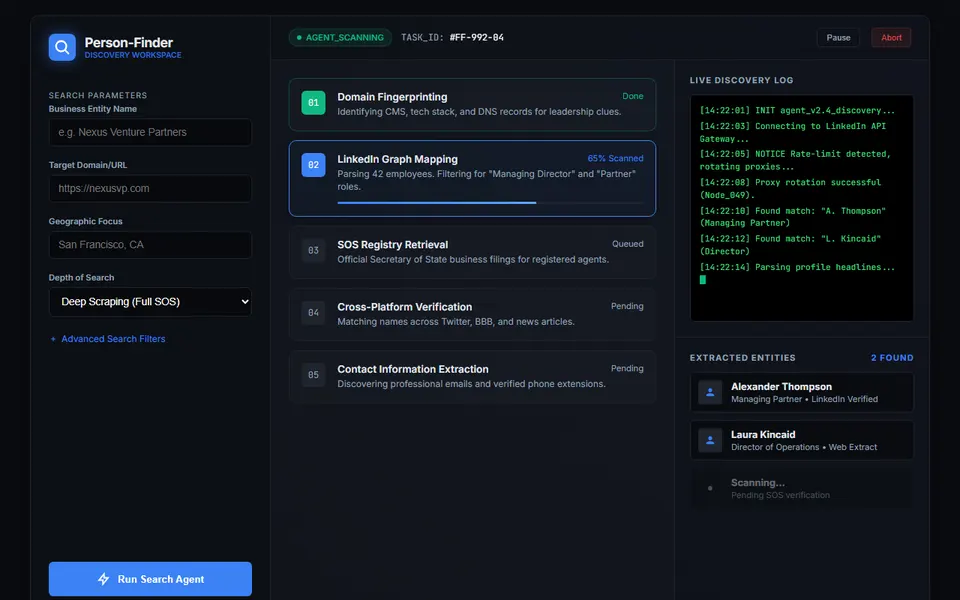 Person-Finder
DISCOVERY WORKSPACE
SEARCH PARAMETERS
Business Entity Name
e.g. Nexus Venture Partners
Target Domain/URL
https://nexusvp.com
Geographic Focus
San Francisco, CA
Depth of Search
Deep Scraping (Full SOS)
+ Advanced Search Filters
Run Search Agent
AGENT_SCANNING
TASK_ID: #FF-992-04
Pause
Abort
01
Domain Fingerprinting
Done
Identifying CMS, tech stack, and DNS records for leadership clues.
02
LinkedIn Graph Mapping
65% Scanned
Parsing 42 employees. Filtering for "Managing Director" and "Partner"
roles.
03
SOS Registry Retrieval
Queued
Official Secretary of State business filings for registered agents.
04
Cross-Platform Verification
Pending
Matching names across Twitter, BBB, and news articles.
05
Contact Information Extraction
Pending
Discovering professional emails and verified phone extensions.
LIVE DISCOVERY LOG
[14:22:01] INIT agent_v2.4_discovery...
[14:22:03] Connecting to LinkedIn API
Gateway...
[14:22:05] NOTICE Rate-limit detected,
rotating proxies...
[14:22:08] Proxy rotation successful
(Node_049).
[14:22:10] Found match: "A. Thompson"
(Managing Partner)
[14:22:12] Found match: "L. Kincaid"
(Director)
[14:22:14] Parsing profile headlines...
EXTRACTED ENTITIES
2 FOUND
Alexander Thompson
Managing Partner • LinkedIn Verified
Laura Kincaid
Director of Operations • Web Extract
Scanning...
Pending SOS verification